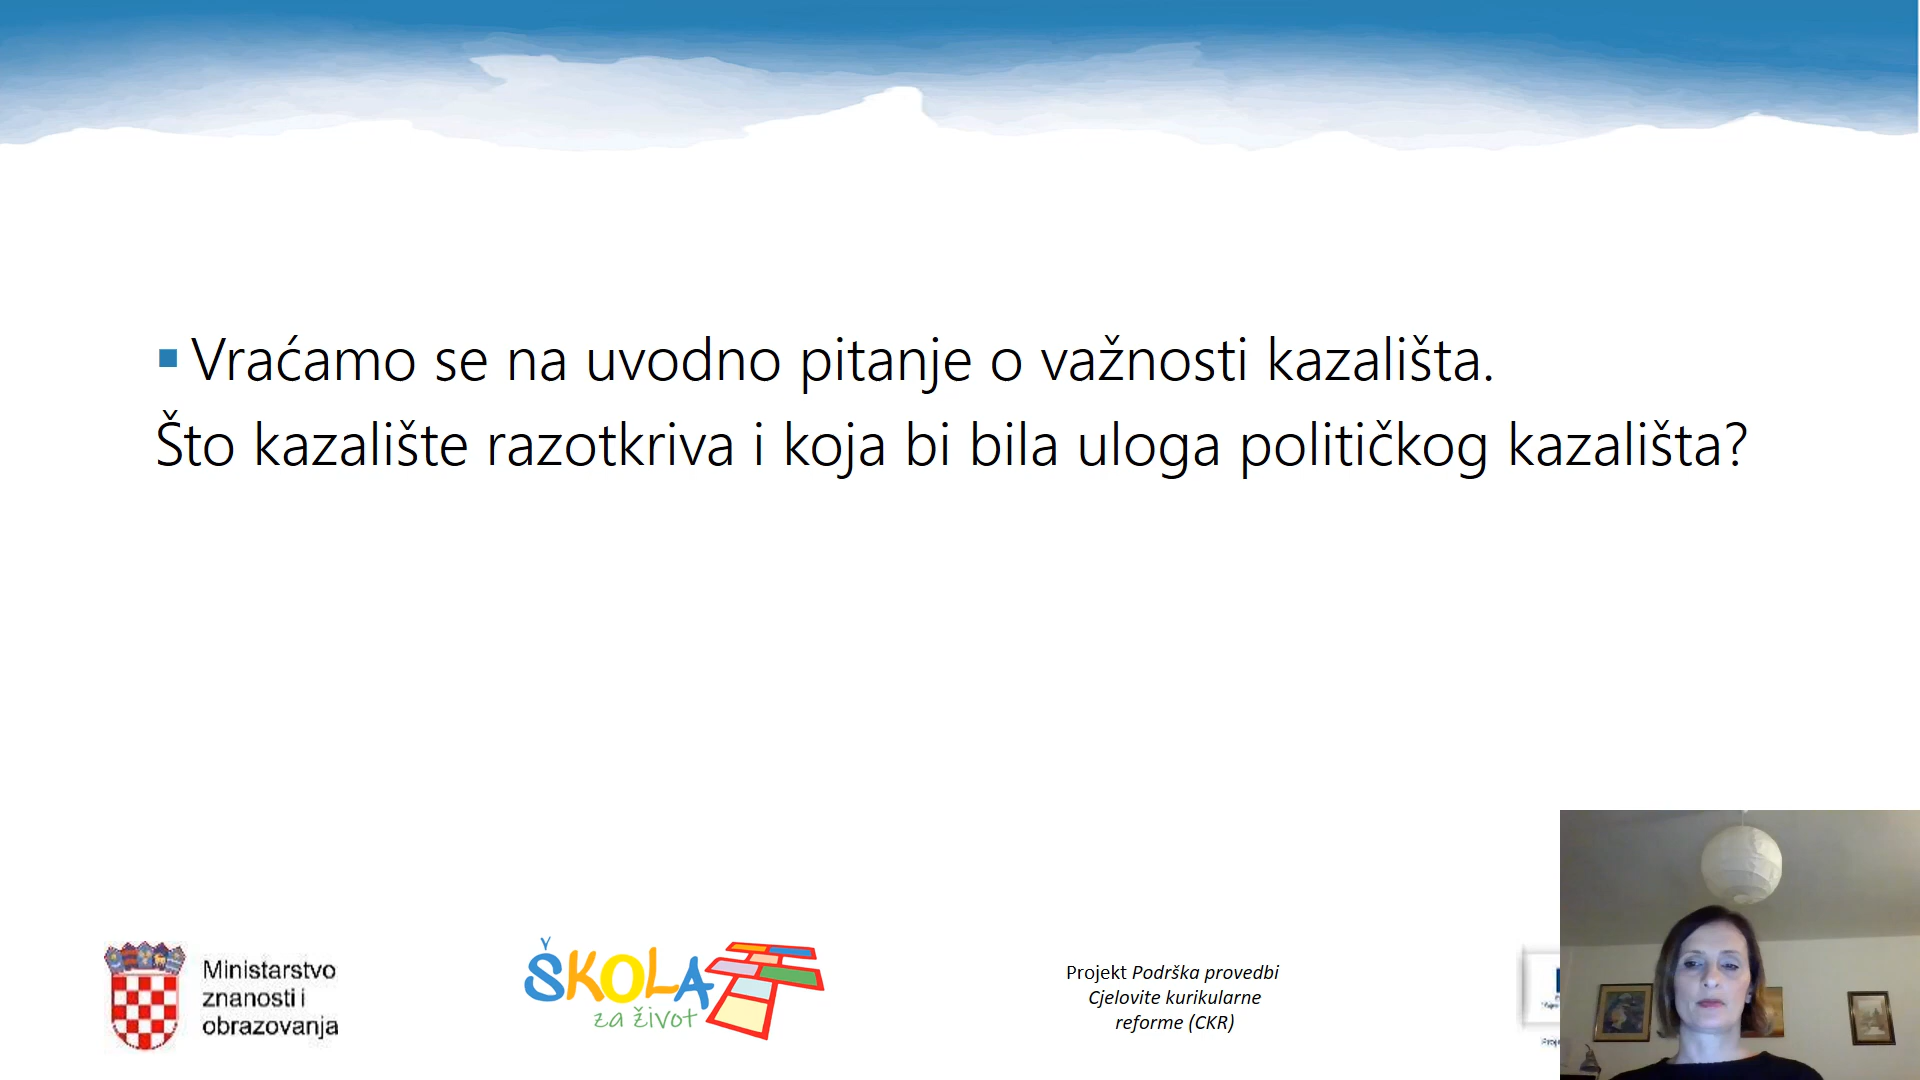 Vraćamo se na uvodno pitanje o važnosti kazališta.
Što kazalište razotkriva i koja bi bila uloga političkog kazališta?
Ministarstvo
znanosti i
obrazovanja
ŠKOLA
za život
Projekt Podrška provedbi
Cjelovite kurikularne
reforme (CKR)